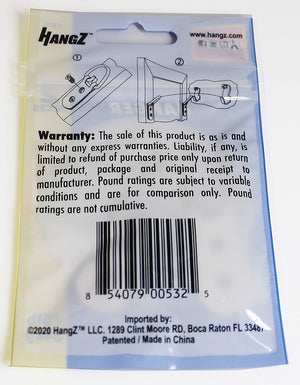 HANGZ™
www.hangz.com
1
2
Warranty: The sale of this product is as is and
without any express warranties. Liability, if any, is
limited to refund of purchase price only upon return
of product, package and original receipt to
manufacturer. Pound ratings are subject to variable
conditions and are for comparison only. Pound
ratings are not cumulative.
8 54079 00532 5
Imported by:
©2020 HangZ™ LLC. 1289 Clint Moore RD, Boca Raton FL 33487
Patented / Made in China